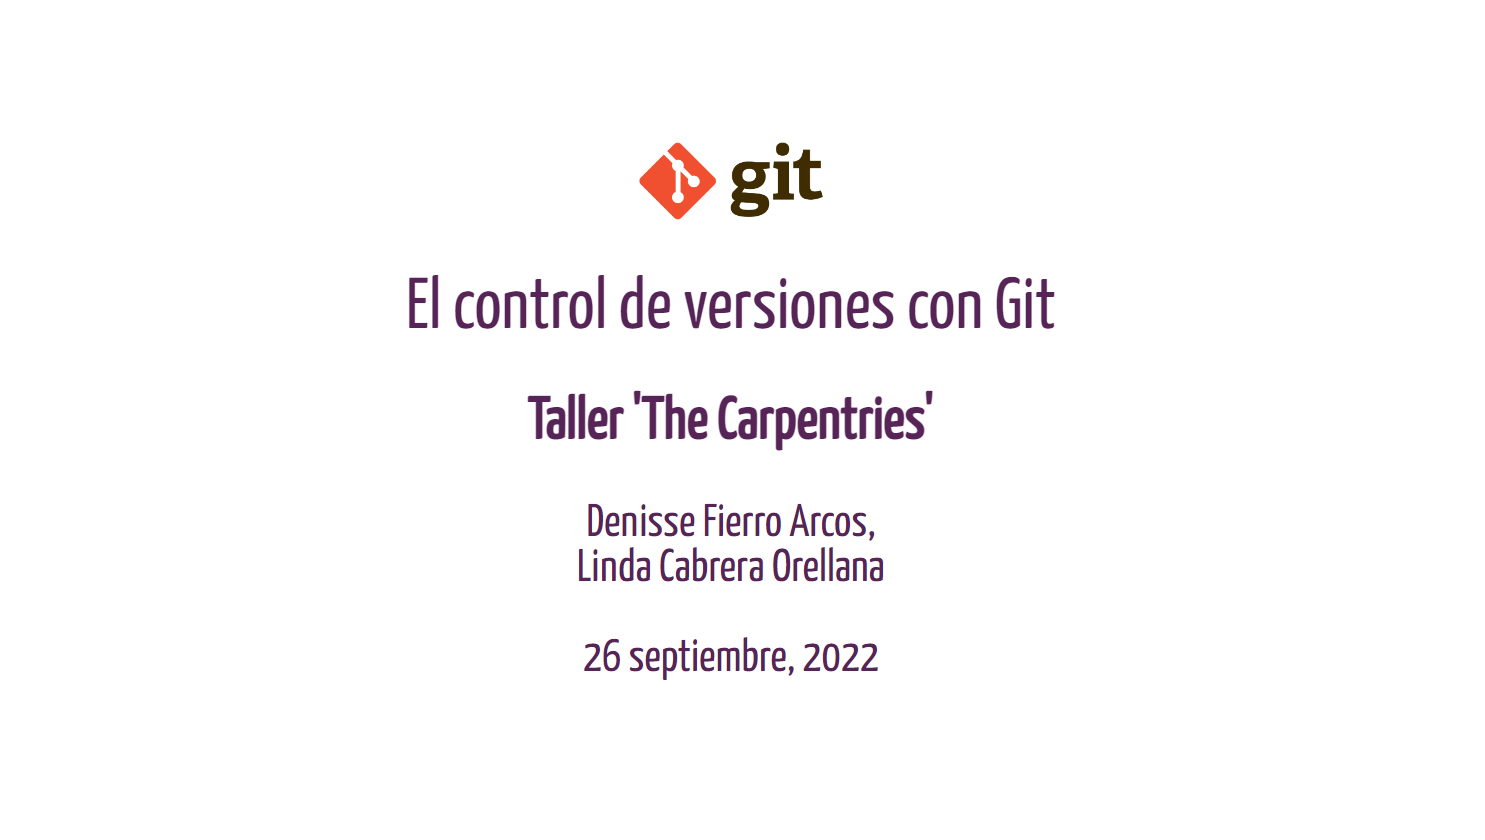 git
El control de versiones con Git
Taller 'The Carpentries'
Denisse Fierro Arcos,
Linda Cabrera Orellana
26 septiembre, 2022